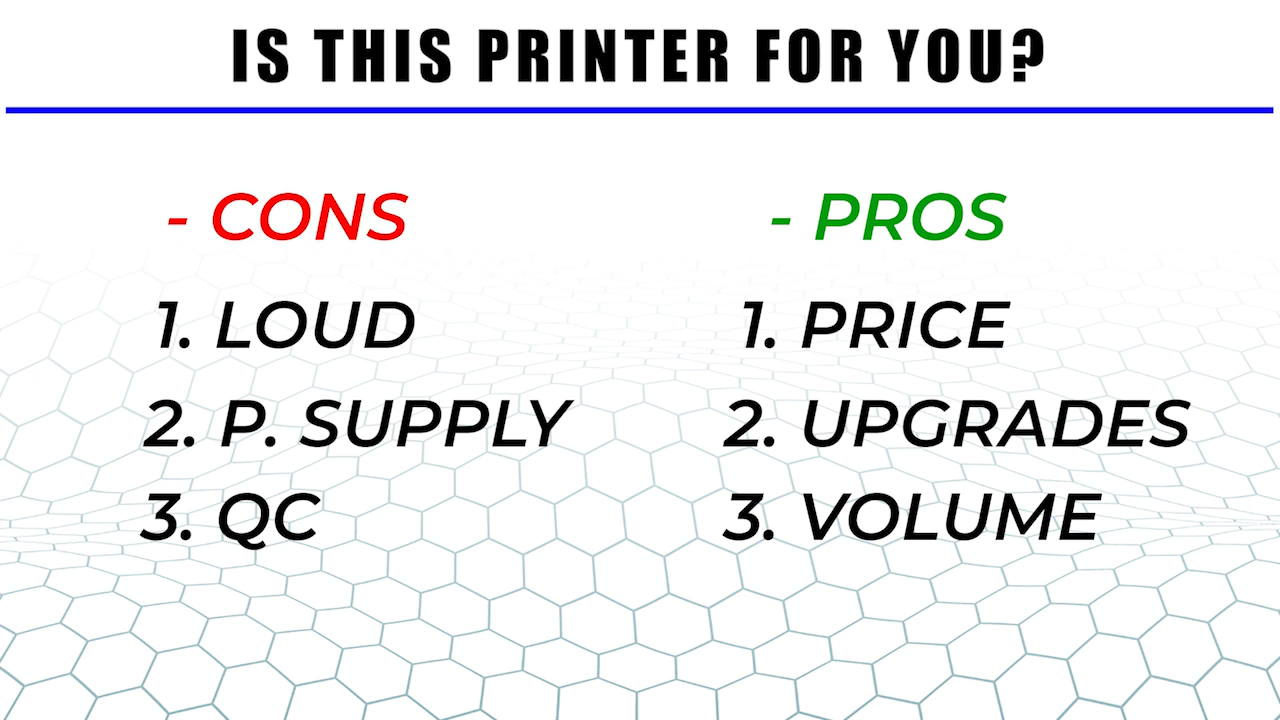 IS THIS PRINTER FOR YOU?
- CONS
1. LOUD
2. P. SUPPLY
3. QC
- PROS
1. PRICE
2. UPGRADES
3. VOLUME